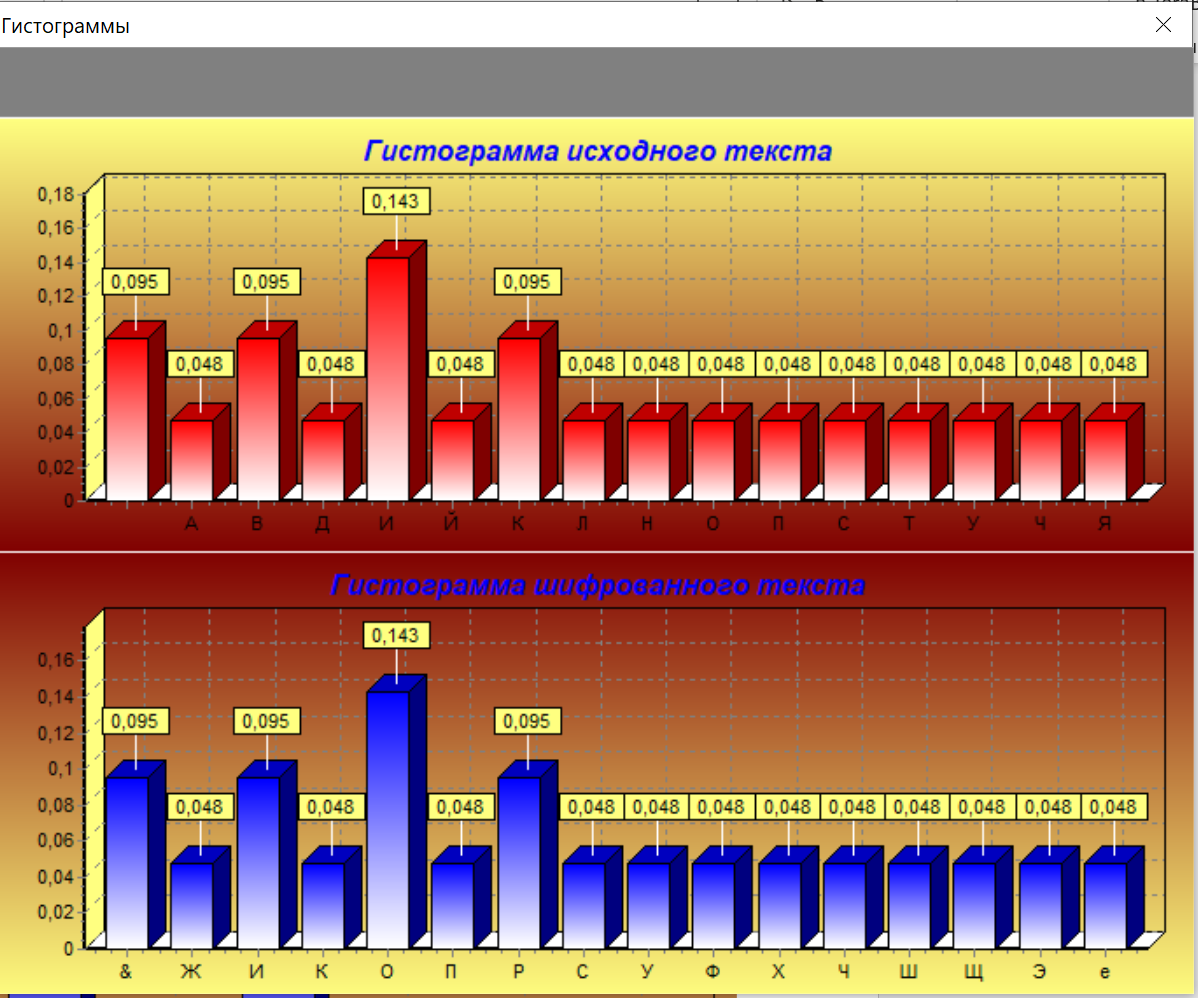 Гистограммы
Гистограмма исходного текста
0,18
0,16
0,14
0,12
0,1
0,08
0,06
0,04
0,02
0
0,143
0,095 0,095 0,095
0,048 0,048 0,048 0,048 0,048 0,048 0,048 0,048 0,048 0,048 0,048 0,048
А В Д И Й К Л Н О П С Т У Ч Я
Гистограмма шифрованного текста
0,16
0,14
0,12
0,1
0,08
0,06
0,04
0,02
0
0,143
0,095 0,095 0,095
0,048 0,048 0,048 0,048 0,048 0,048 0,048 0,048 0,048 0,048 0,048 0,048
& Ж И К О П Р С У Ф Х Ч Ш Щ Э е